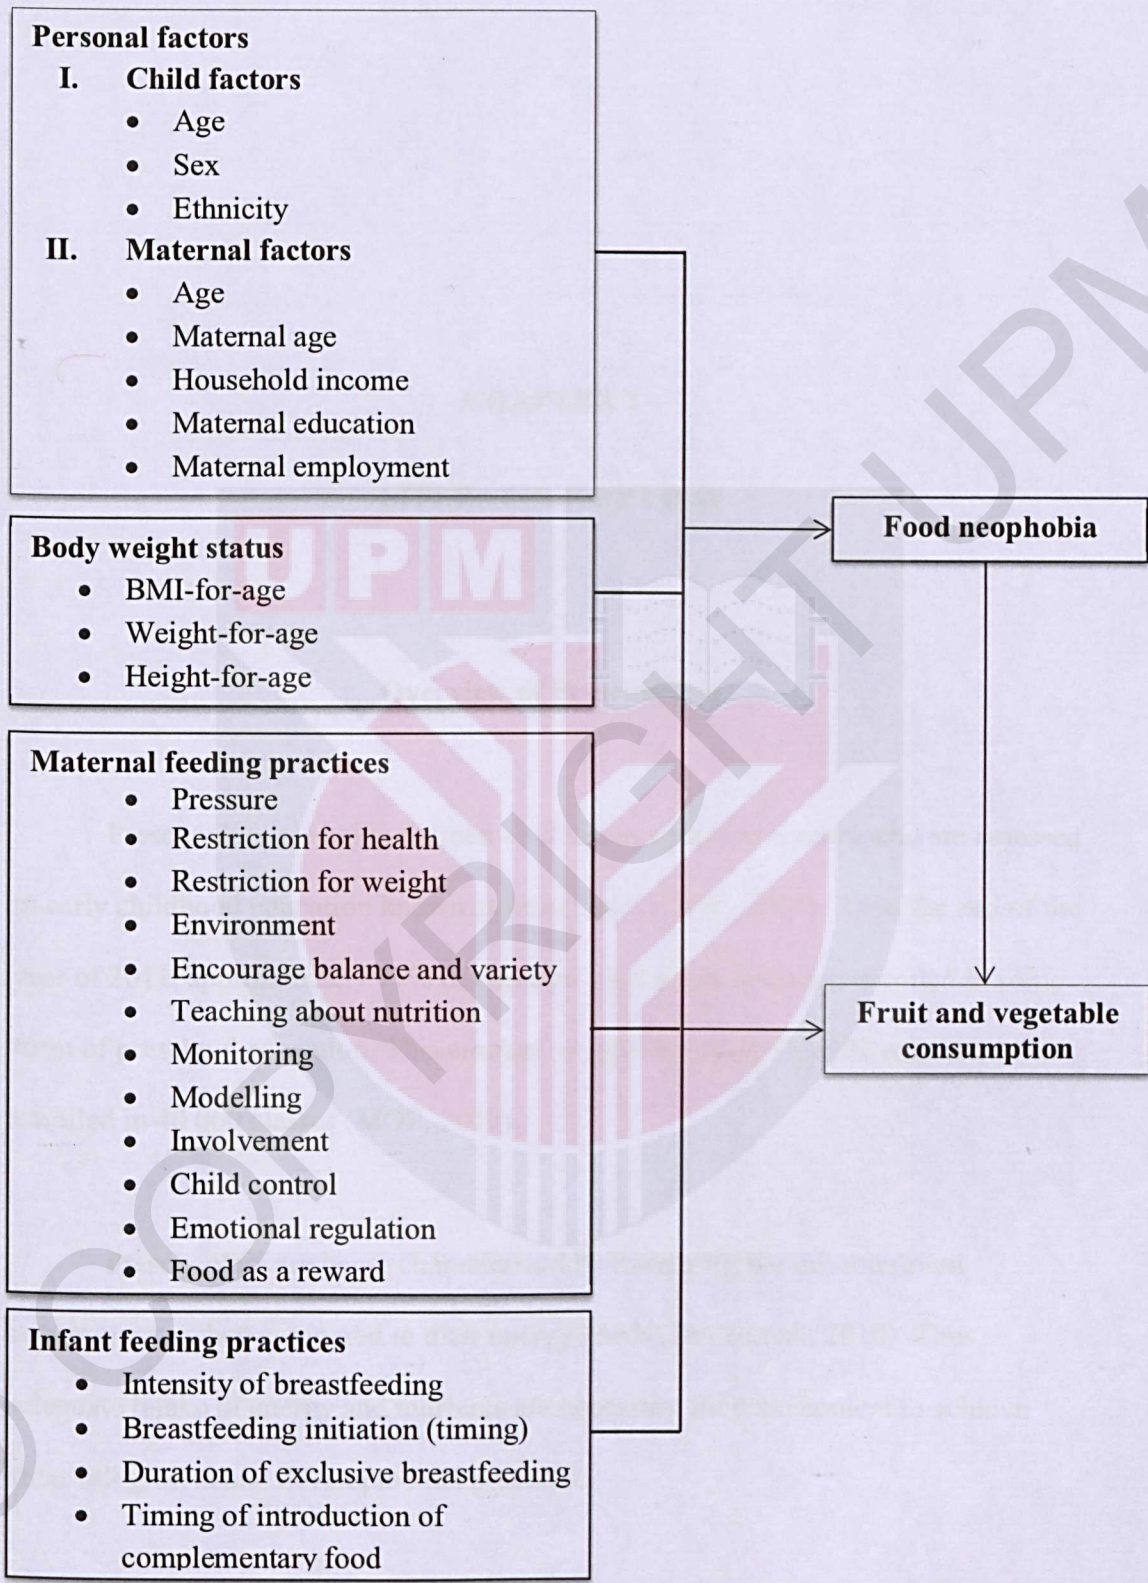 Personal factors
I. Child factors
• Age
• Sex
• Ethnicity
II. Maternal factors
• Age
• Maternal age
• Household income
• Maternal education
• Maternal employment
Body weight status
• BMI-for-age
• Weight-for-age
• Height-for-age
Maternal feeding practices
• Pressure
• Restriction for health
• Restriction for weight
• Environment
• Encourage balance and variety
• Teaching about nutrition
• Monitoring
• Modelling
• Involvement
• Child control
• Emotional regulation
• Food as a reward
Infant feeding practices
• Intensity of breastfeeding
• Breastfeeding initiation (timing)
• Duration of exclusive breastfeeding
• Timing of introduction of
complementary food
Food neophobia
Fruit and vegetable
consumption
UPM
© COPYRIGHT UPM